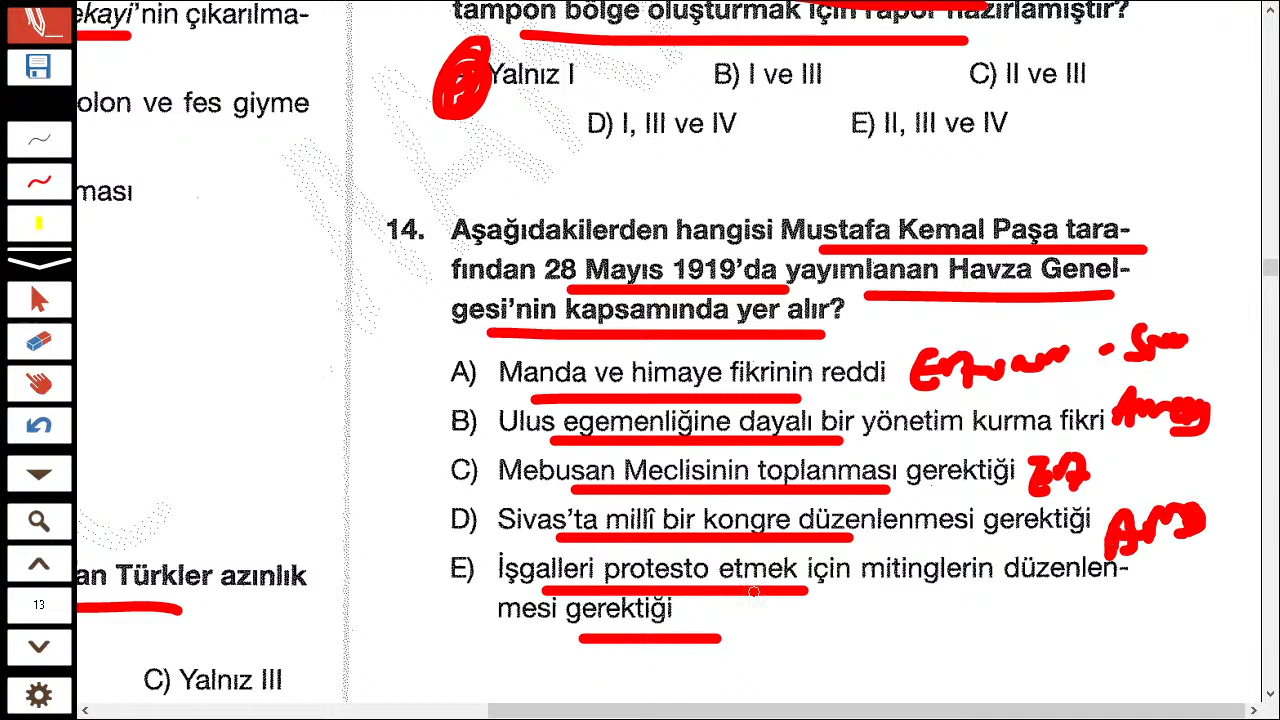 ekayi'nin çıkarılma-
olon ve fes giyme
ması
an Türkler azınlık
C) Yalnız III
tampon bölge oluşturmak için rapor hazırlamıştır?
Yalnız I B) I ve III C) II ve III
D) I, III ve IV E) II, III ve IV
14. Aşağıdakilerden hangisi Mustafa Kemal Paşa tara-
fından 28 Mayıs 1919'da yayımlanan Havza Genel-
gesi'nin kapsamında yer alır?
A) Manda ve himaye fikrinin reddi
B) Ulus egemenliğine dayalı bir yönetim kurma fikri
C) Mebusan Meclisinin toplanması gerektiği
D) Sivas'ta millî bir kongre düzenlenmesi gerektiği
E) İşgalleri protesto etmek için mitinglerin düzenlen-
mesi gerektiği
13